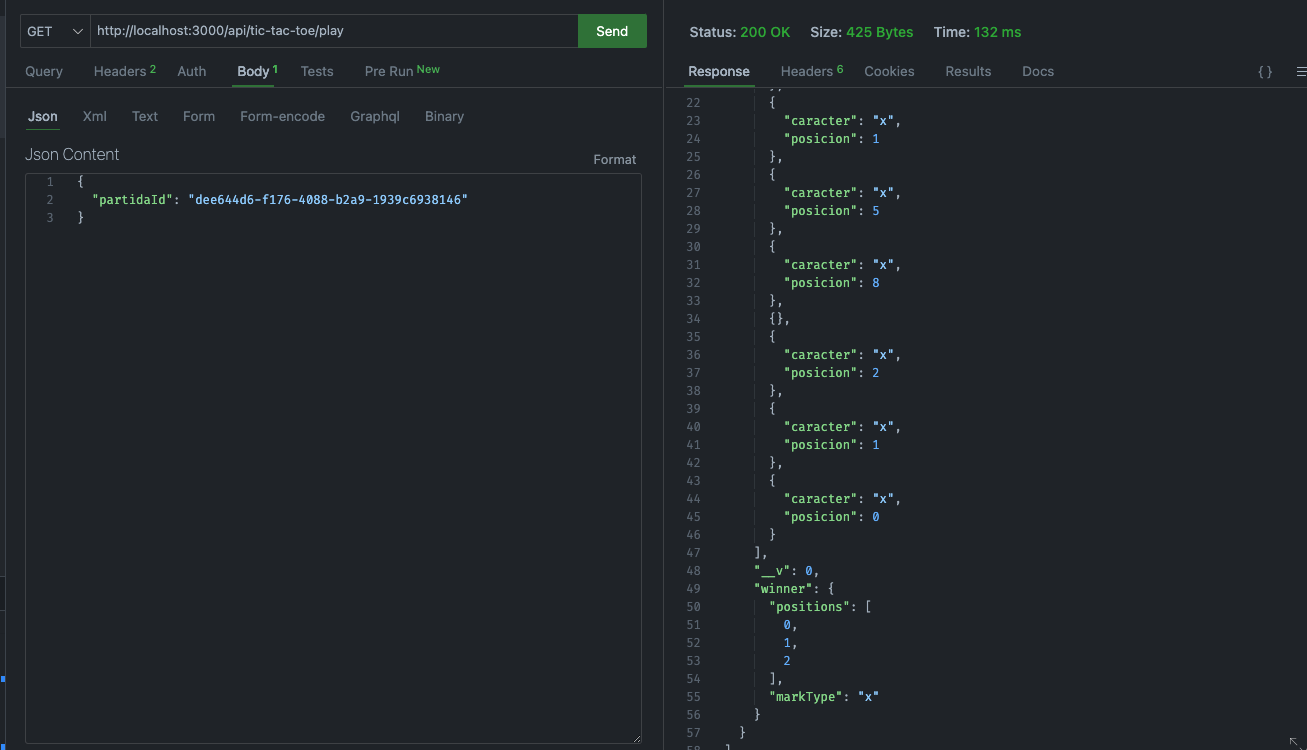 GET http://localhost:3000/api/tic-tac-toe/play Send
Query Headers 2 Auth Body 1 Tests Pre Run New
Json Xml Text Form Form-encode Graphql Binary
Json Content
Format
1 {
2 "partidaId": "dee644d6-f176-4088-b2a9-1939c6938146"
3 }
Status: 200 OK Size: 425 Bytes Time: 132 ms
Response Headers 6 Cookies Results Docs { }
22 {
23 "caracter": "x",
24 "posicion": 1
25 },
26 {
27 "caracter": "x",
28 "posicion": 5
29 },
30 {
31 "caracter": "x",
32 "posicion": 8
33 },
34 {},
35 {
36 "caracter": "x",
37 "posicion": 2
38 },
39 {
40 "caracter": "x",
41 "posicion": 1
42 },
43 {
44 "caracter": "x",
45 "posicion": 0
46 }
47 ],
48 "__v": 0,
49 "winner": {
50 "positions": [
51 0,
52 1,
53 2
54 ],
55 "markType": "x"
56 }
57 }
58 ]